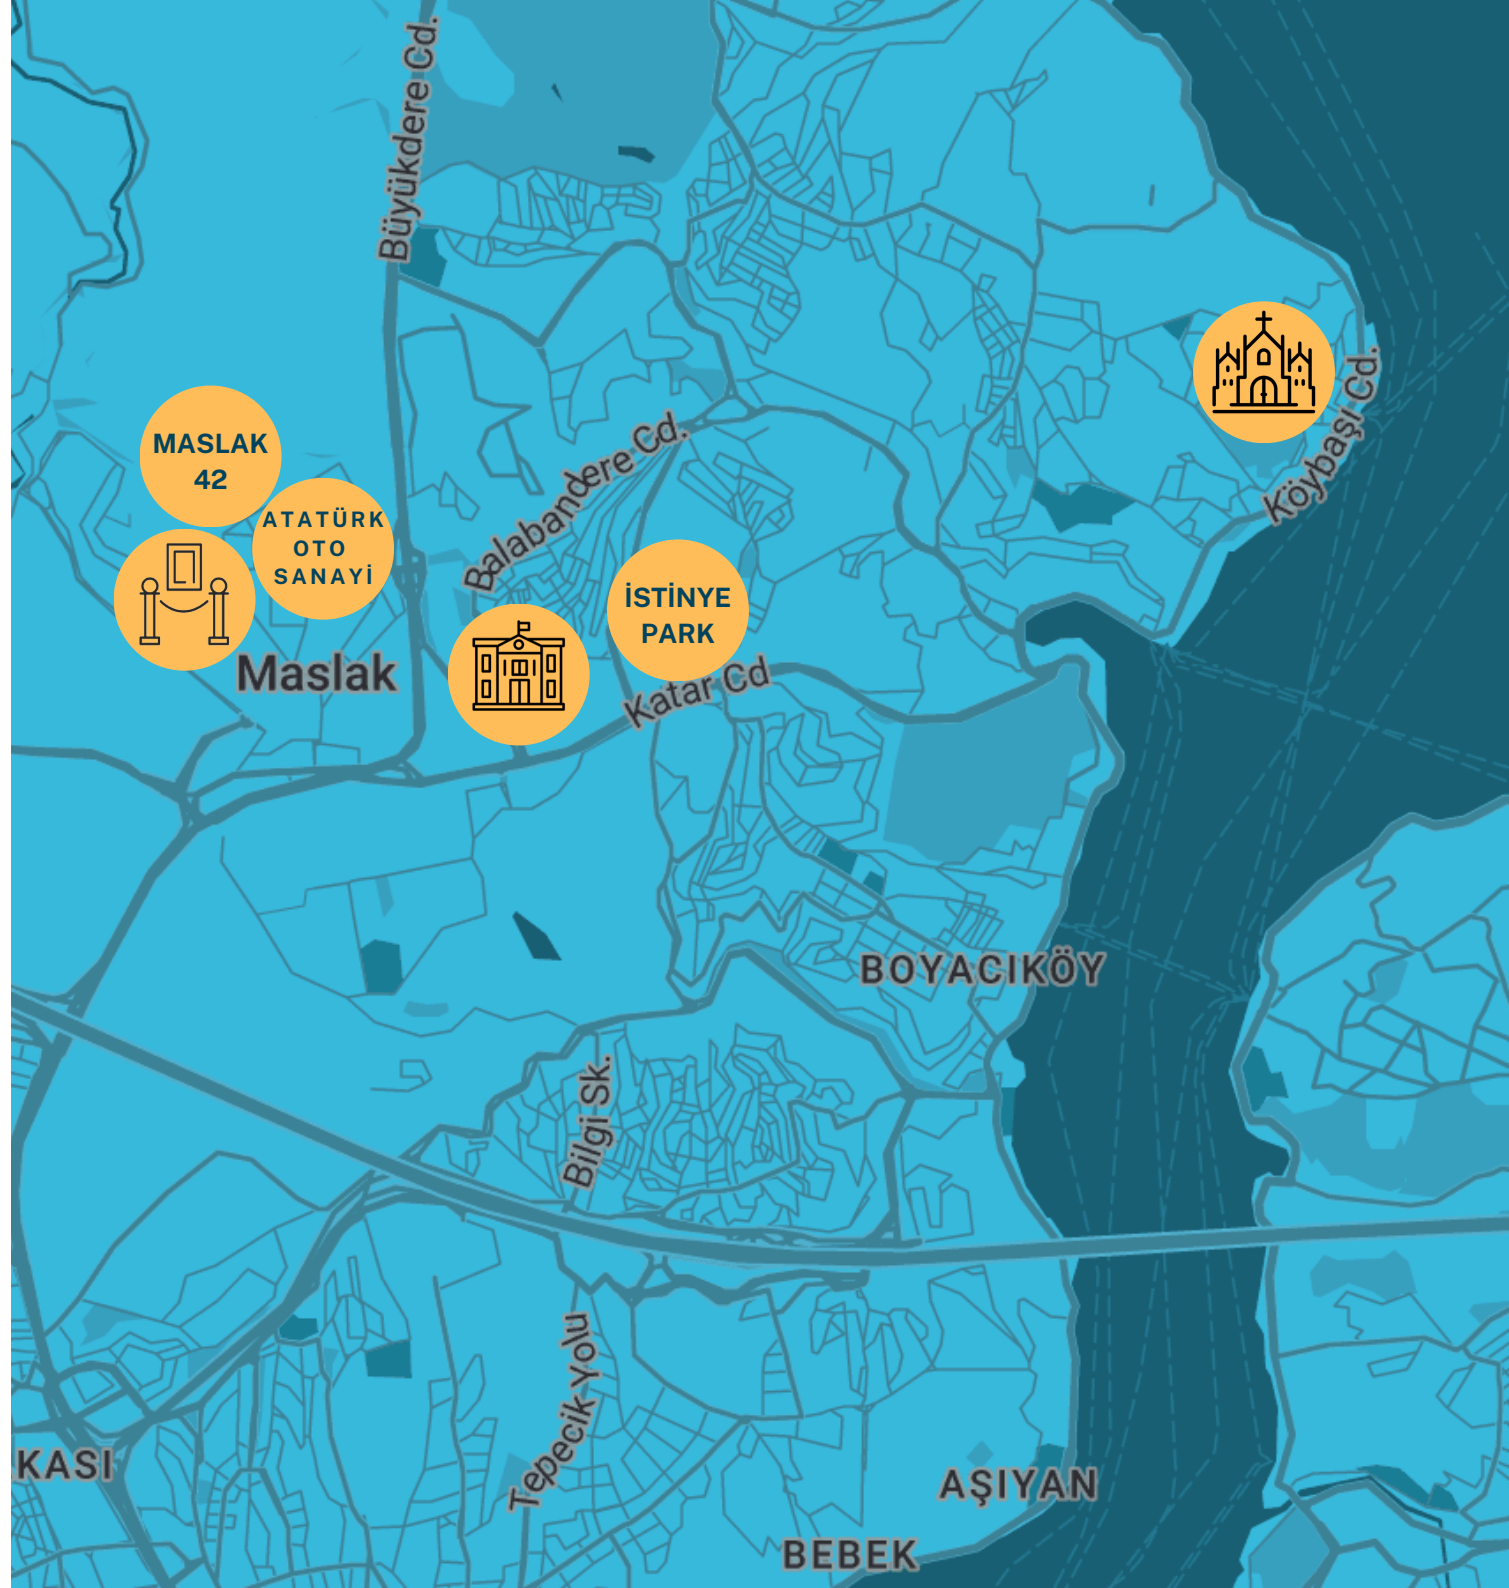 Büyükdere Cd.
Köybaşı Cd.
MASLAK
42
Balabandere Cd.
ATATÜRK
OTO
SANAYİ
İSTİNYE
PARK
Maslak
Katar Cd
BOYACIKÖY
Bilgi Sk.
Tepecik Yolu
KASI
AŞIYAN
BEBEK